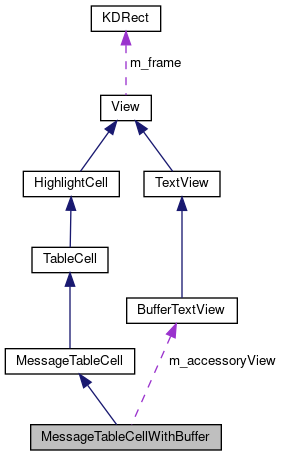 KDRect
m_frame
View
HighlightCell
TextView
TableCell
BufferTextView
MessageTableCell
m_accessoryView
MessageTableCellWithBuffer